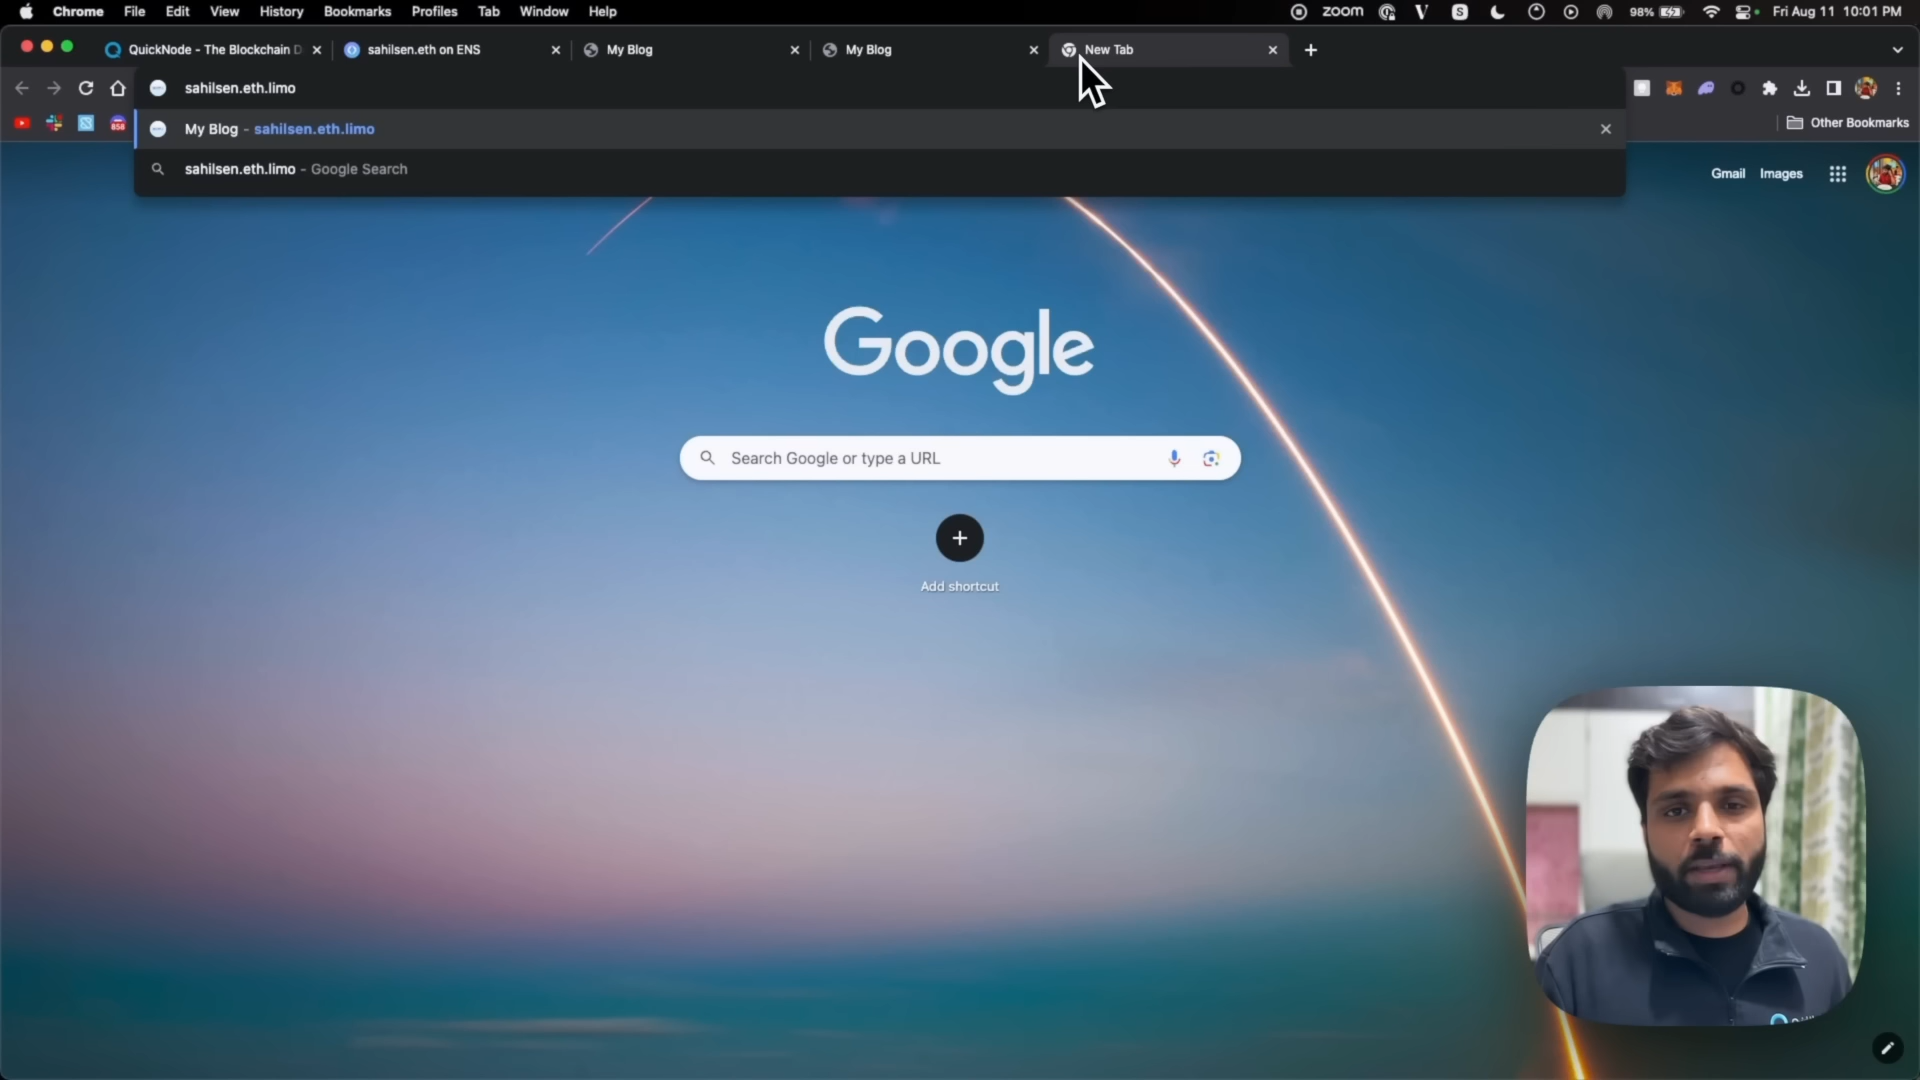 Chrome File Edit View History Bookmarks Profiles Tab Window Help zoom V S 98% Fri Aug 11 10:01 PM
QuickNode - The Blockchain D sahilsen.eth on ENS My Blog My Blog New Tab
sahilsen.eth.limo
858 My Blog - sahilsen.eth.limo Other Bookmarks
sahilsen.eth.limo - Google Search
Gmail Images
Google
Search Google or type a URL
Add shortcut